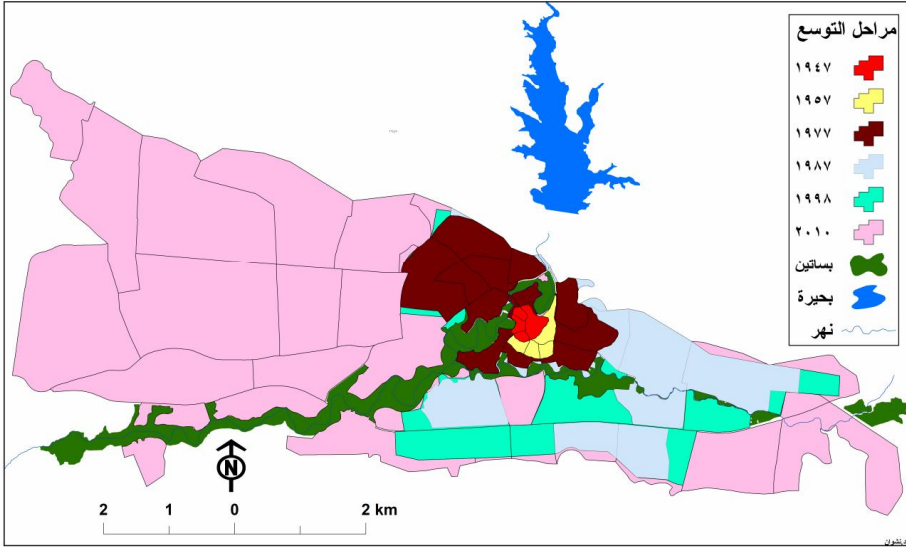 مراحل التوسع
١٩٤٧
١٩٥٧
١٩٧٧
١٩٨٧
١٩٩٨
٢٠١٠
بساتين
بحيرة
نهر
N
2 1 0 2 km